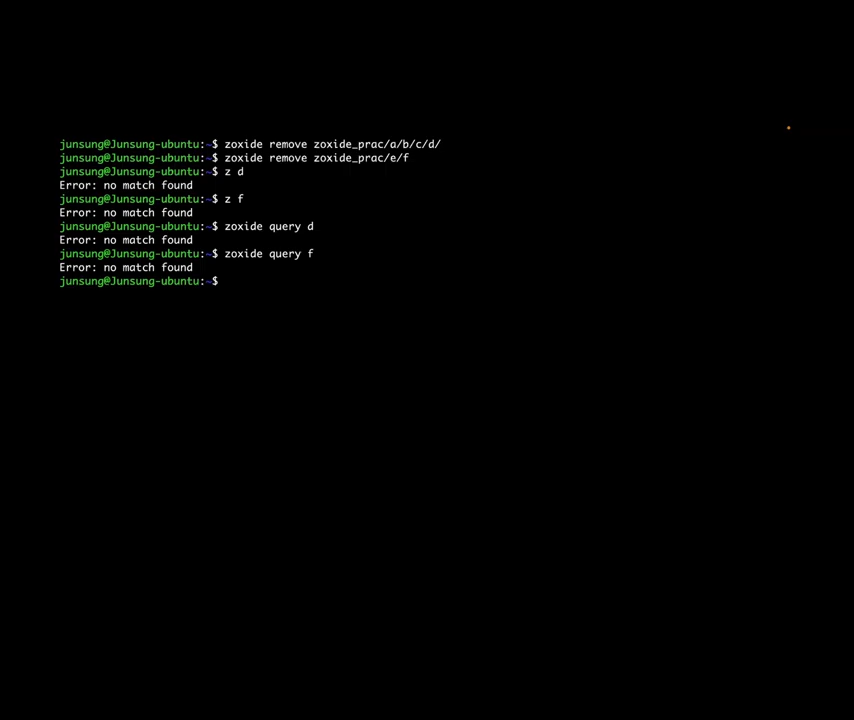 junsung@Junsung-ubuntu:~$ zoxide remove zoxide_prac/a/b/c/d/
junsung@Junsung-ubuntu:~$ zoxide remove zoxide_prac/e/f
junsung@Junsung-ubuntu:~$ z d
Error: no match found
junsung@Junsung-ubuntu:~$ z f
Error: no match found
junsung@Junsung-ubuntu:~$ zoxide query d
Error: no match found
junsung@Junsung-ubuntu:~$ zoxide query f
Error: no match found
junsung@Junsung-ubuntu:~$